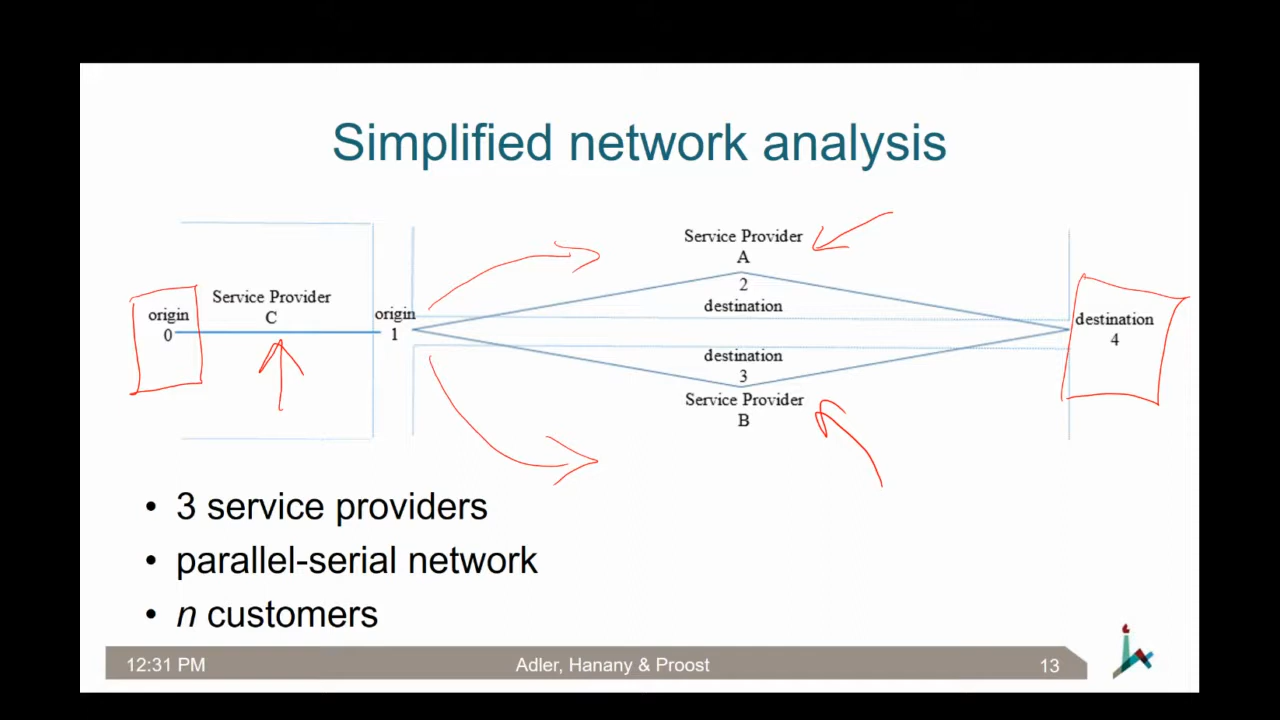 Simplified network analysis
Service Provider
A
2
destination
Service Provider
C
origin
0
origin
1
destination
4
destination
3
Service Provider
B
• 3 service providers
• parallel-serial network
• n customers
12:31 PM
Adler, Hanany & Proost
13